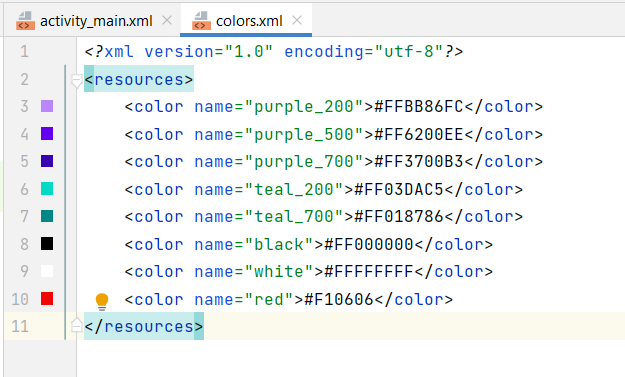 activity_main.xml colors.xml
1 <?xml version="1.0" encoding="utf-8"?>
2 <resources>
3 <color name="purple_200">#FFBB86FC</color>
4 <color name="purple_500">#FF6200EE</color>
5 <color name="purple_700">#FF3700B3</color>
6 <color name="teal_200">#FF03DAC5</color>
7 <color name="teal_700">#FF018786</color>
8 <color name="black">#FF000000</color>
9 <color name="white">#FFFFFFFF</color>
10 <color name="red">#F10606</color>
11 </resources>